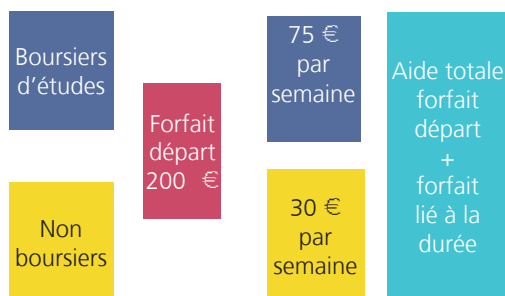 Boursiers
d'études
Non
boursiers
Forfait
départ
200 €
75 €
par
semaine
30 €
par
semaine
Aide totale
forfait
départ
+
forfait
lié à la
durée